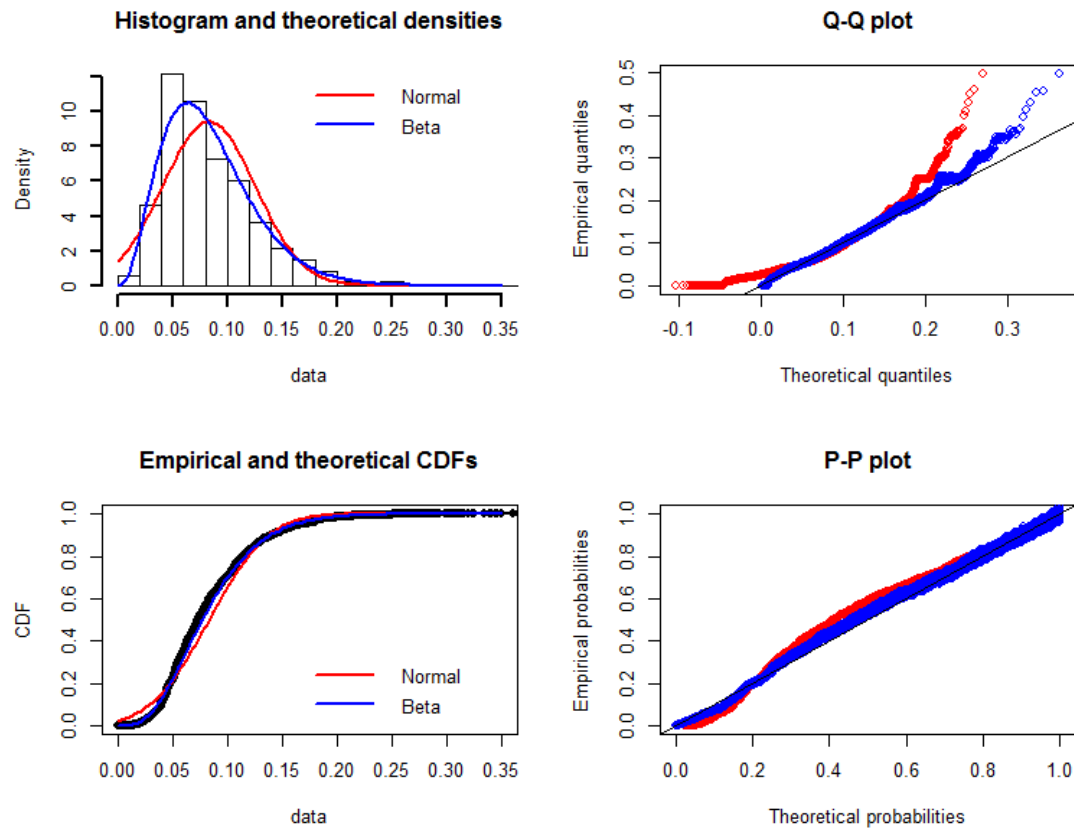 Histogram and theoretical densities
Density
0 2 4 6 8 10
Normal
Beta
0.00 0.05 0.10 0.15 0.20 0.25 0.30 0.35
data
Q-Q plot
Empirical quantiles
0.0 0.1 0.2 0.3 0.4 0.5
-0.1 0.0 0.1 0.2 0.3
Theoretical quantiles
Empirical and theoretical CDFs
CDF
0.0 0.2 0.4 0.6 0.8 1.0
Normal
Beta
0.00 0.05 0.10 0.15 0.20 0.25 0.30 0.35
data
P-P plot
Empirical probabilities
0.0 0.2 0.4 0.6 0.8 1.0
0.0 0.2 0.4 0.6 0.8 1.0
Theoretical probabilities